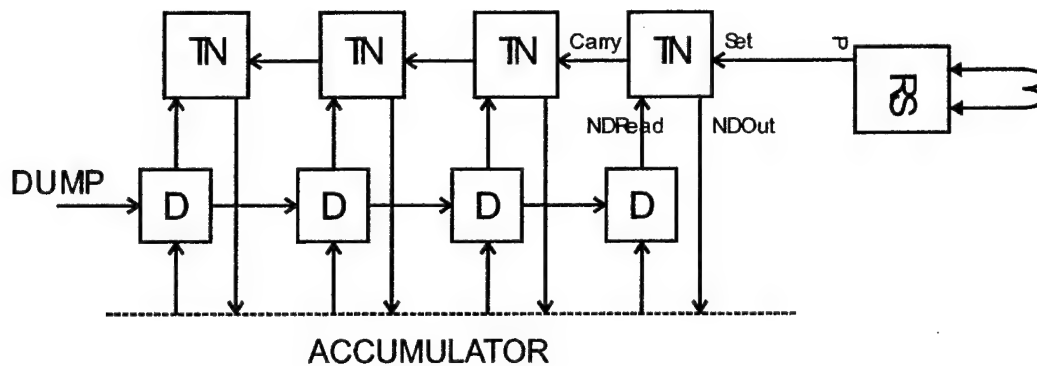 TN TN TN Carry TN Set P RS Y
NDRead NDOut
DUMP D D D D
ACCUMULATOR